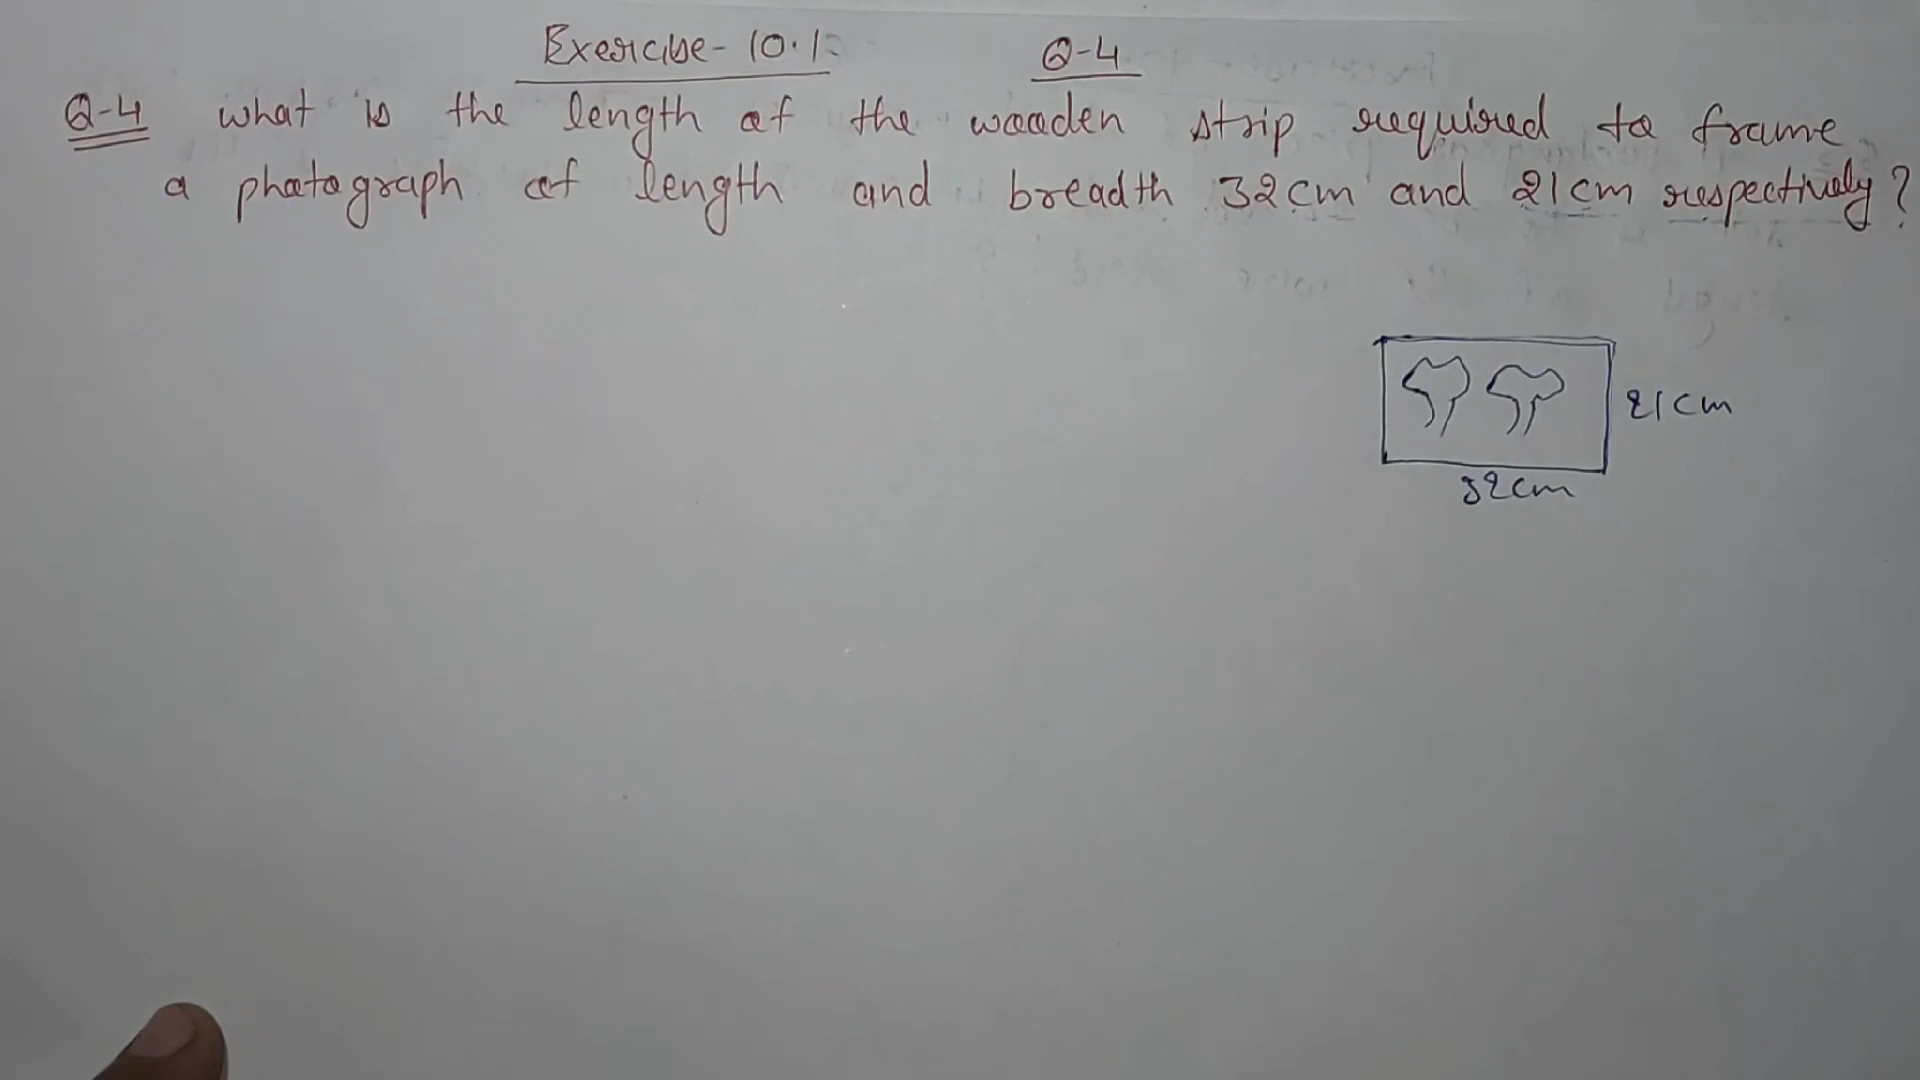 Exercise-10.1:
Q-4
Q-4 what is the length of the wooden strip required to frame
a photograph of length and breadth 32cm and 21cm respectively?
21cm
32cm